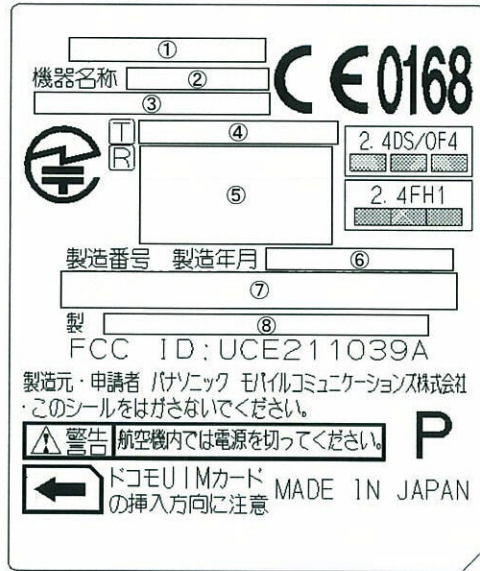 ①
機器名称 ②
CE0168
③
T ④
R ⑤
2.4DS/OF4
2.4FH1
製造番号 製造年月 ⑥
⑦
製 ⑧
FCC ID:UCE211039A
製造元・申請者 パナソニック モバイルコミュニケーションズ株式会社
・このシールをはがさないでください。
警告 航空機内では電源を切ってください。
P
ドコモUIMカード
の挿入方向に注意
MADE IN JAPAN